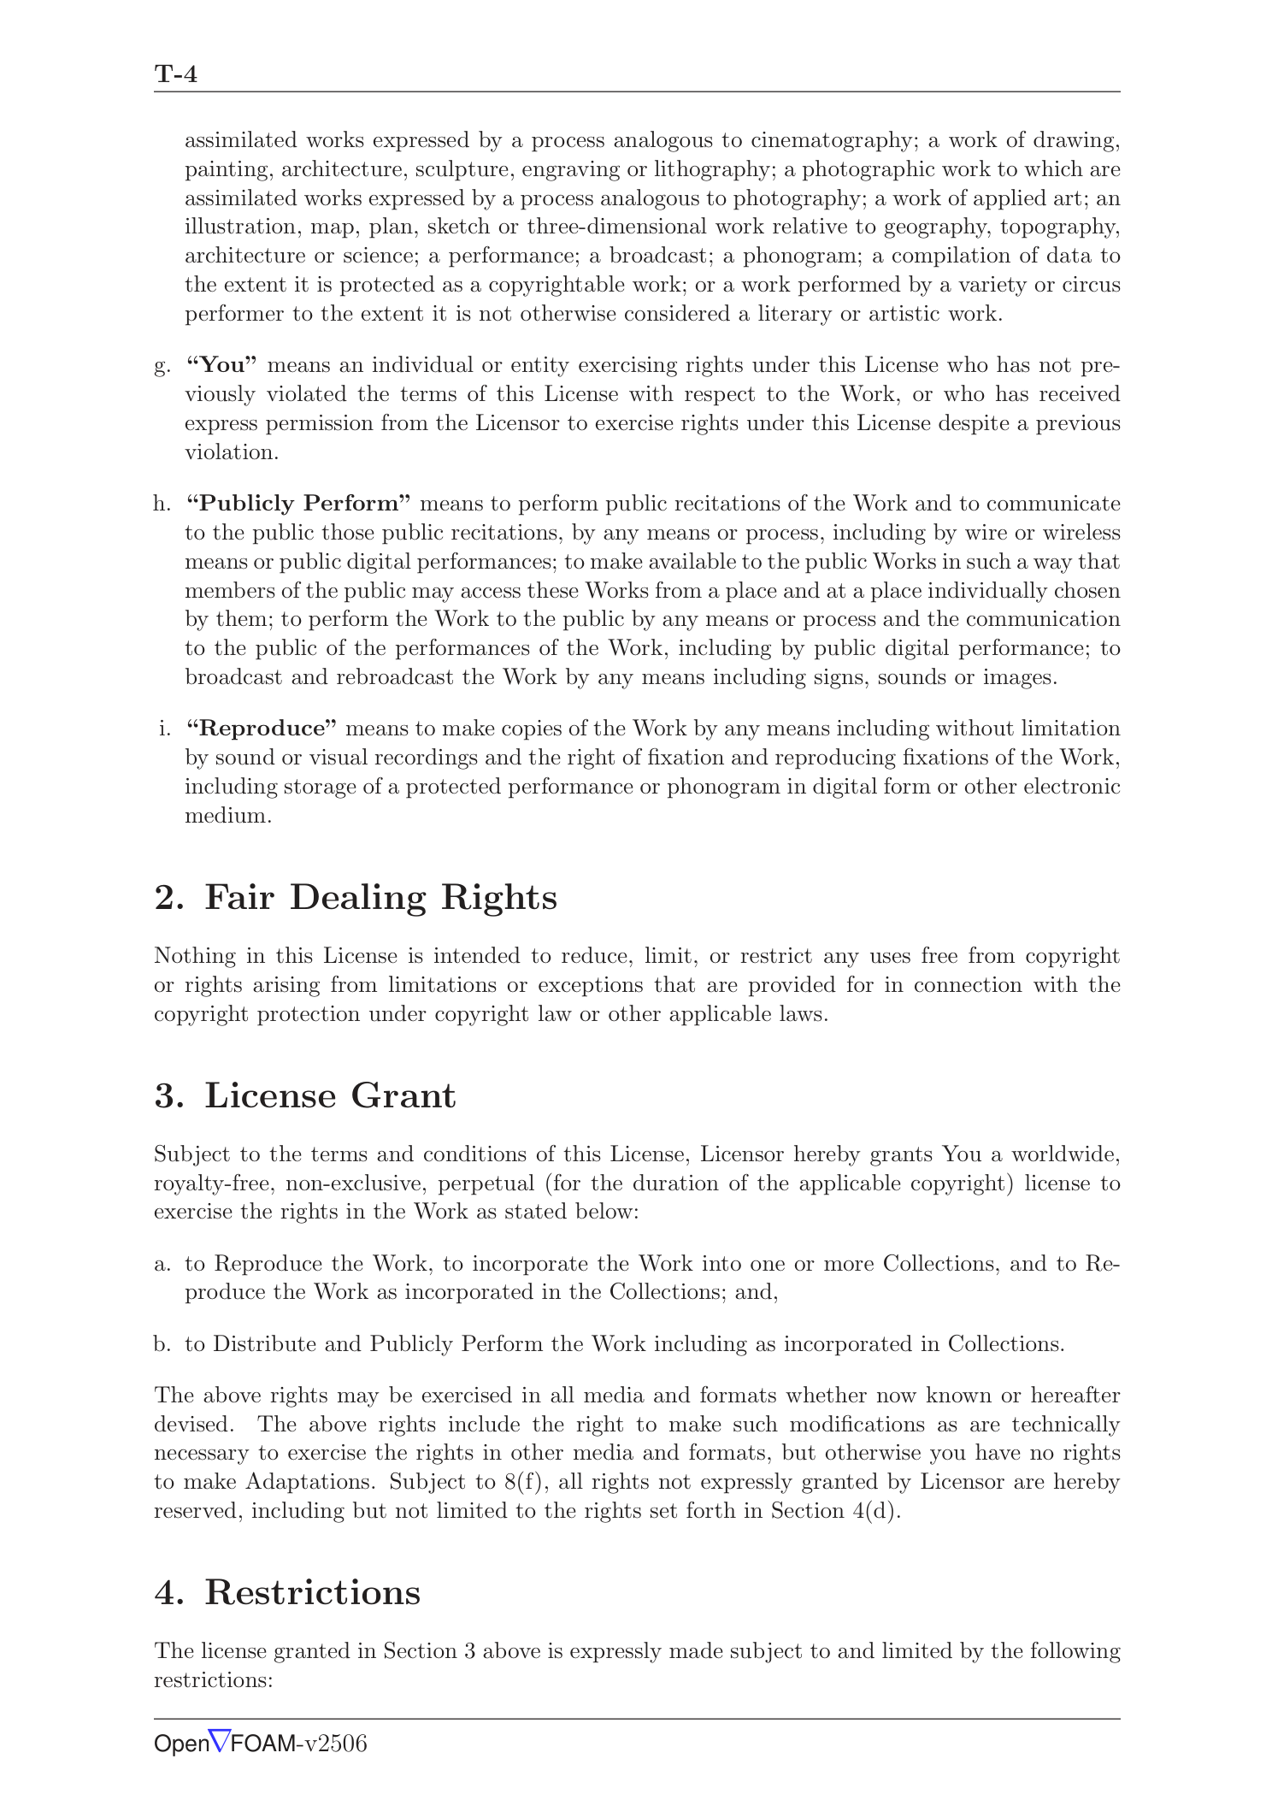 T-4
assimilated works expressed by a process analogous to cinematography; a work of drawing,
painting, architecture, sculpture, engraving or lithography; a photographic work to which are
assimilated works expressed by a process analogous to photography; a work of applied art; an
illustration, map, plan, sketch or three-dimensional work relative to geography, topography,
architecture or science; a performance; a broadcast; a phonogram; a compilation of data to
the extent it is protected as a copyrightable work; or a work performed by a variety or circus
performer to the extent it is not otherwise considered a literary or artistic work.
g. “You” means an individual or entity exercising rights under this License who has not pre-
viously violated the terms of this License with respect to the Work, or who has received
express permission from the Licensor to exercise rights under this License despite a previous
violation.
h. “Publicly Perform” means to perform public recitations of the Work and to communicate
to the public those public recitations, by any means or process, including by wire or wireless
means or public digital performances; to make available to the public Works in such a way that
members of the public may access these Works from a place and at a place individually chosen
by them; to perform the Work to the public by any means or process and the communication
to the public of the performances of the Work, including by public digital performance; to
broadcast and rebroadcast the Work by any means including signs, sounds or images.
i. “Reproduce” means to make copies of the Work by any means including without limitation
by sound or visual recordings and the right of fixation and reproducing fixations of the Work,
including storage of a protected performance or phonogram in digital form or other electronic
medium.
2. Fair Dealing Rights
Nothing in this License is intended to reduce, limit, or restrict any uses free from copyright
or rights arising from limitations or exceptions that are provided for in connection with the
copyright protection under copyright law or other applicable laws.
3. License Grant
Subject to the terms and conditions of this License, Licensor hereby grants You a worldwide,
royalty-free, non-exclusive, perpetual (for the duration of the applicable copyright) license to
exercise the rights in the Work as stated below:
a. to Reproduce the Work, to incorporate the Work into one or more Collections, and to Re-
produce the Work as incorporated in the Collections; and,
b. to Distribute and Publicly Perform the Work including as incorporated in Collections.
The above rights may be exercised in all media and formats whether now known or hereafter
devised. The above rights include the right to make such modifications as are technically
necessary to exercise the rights in other media and formats, but otherwise you have no rights
to make Adaptations. Subject to 8(f), all rights not expressly granted by Licensor are hereby
reserved, including but not limited to the rights set forth in Section 4(d).
4. Restrictions
The license granted in Section 3 above is expressly made subject to and limited by the following
restrictions:
Open▽FOAM-v2506